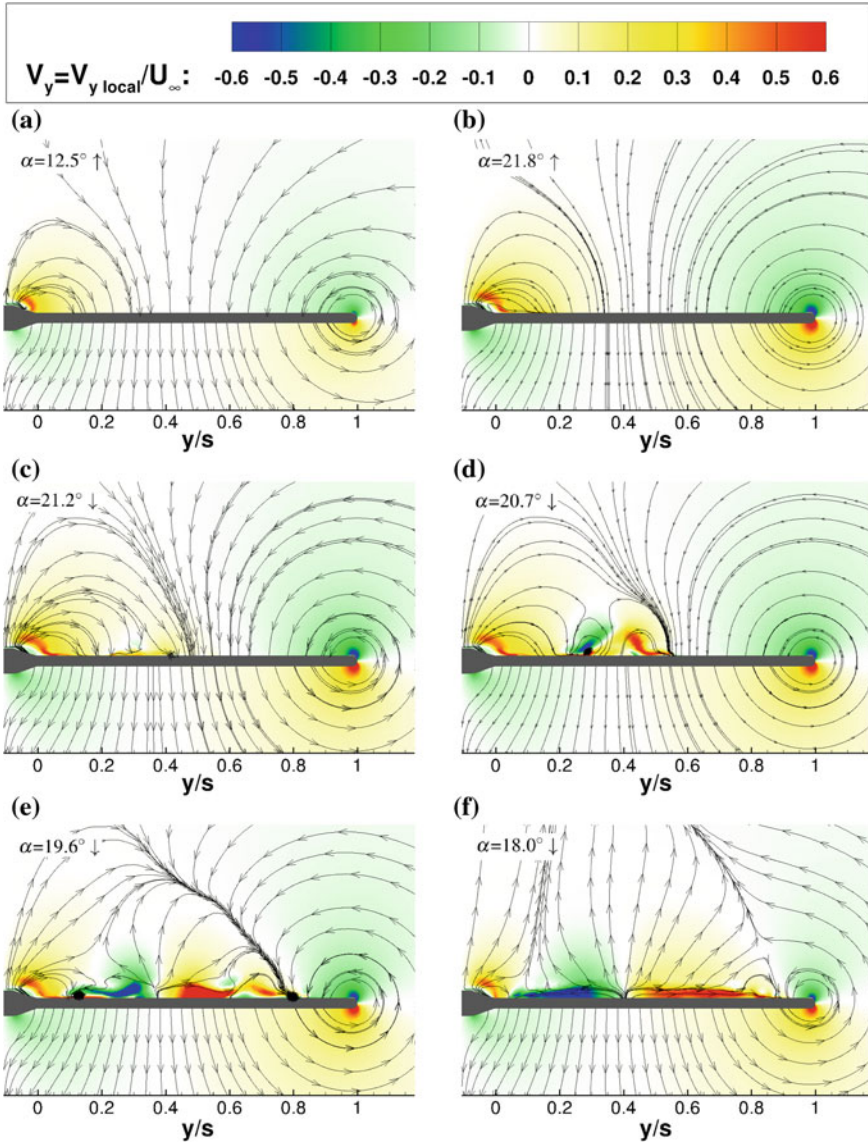 V_y=V_y local/U_∞: -0.6 -0.5 -0.4 -0.3 -0.2 -0.1 0 0.1 0.2 0.3 0.4 0.5 0.6
(a) (b)
α=12.5° ↑ α=21.8° ↑
0 0.2 0.4 0.6 0.8 1 0 0.2 0.4 0.6 0.8 1
y/s y/s
(c) (d)
α=21.2° ↓ α=20.7° ↓
0 0.2 0.4 0.6 0.8 1 0 0.2 0.4 0.6 0.8 1
y/s y/s
(e) (f)
α=19.6° ↓ α=18.0° ↓
0 0.2 0.4 0.6 0.8 1 0 0.2 0.4 0.6 0.8 1
y/s y/s